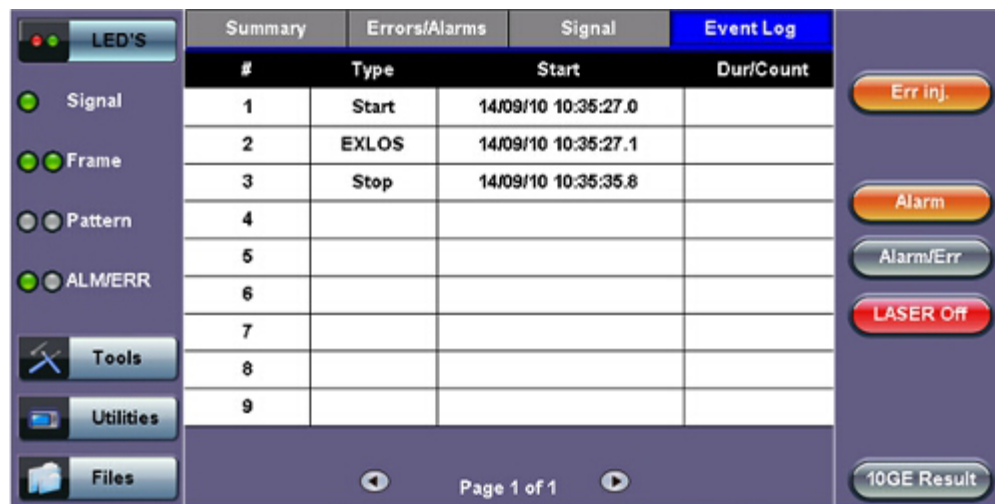 LED'S
Signal
Frame
Pattern
ALM/ERR
Tools
Utilities
Files
Summary Errors/Alarms Signal Event Log
# Type Start Dur/Count
1 Start 14/09/10 10:35:27.0
2 EXLOS 14/09/10 10:35:27.1
3 Stop 14/09/10 10:35:35.8
4
5
6
7
8
9
Page 1 of 1
Err inj.
Alarm
Alarm/Err
LASER Off
10GE Result